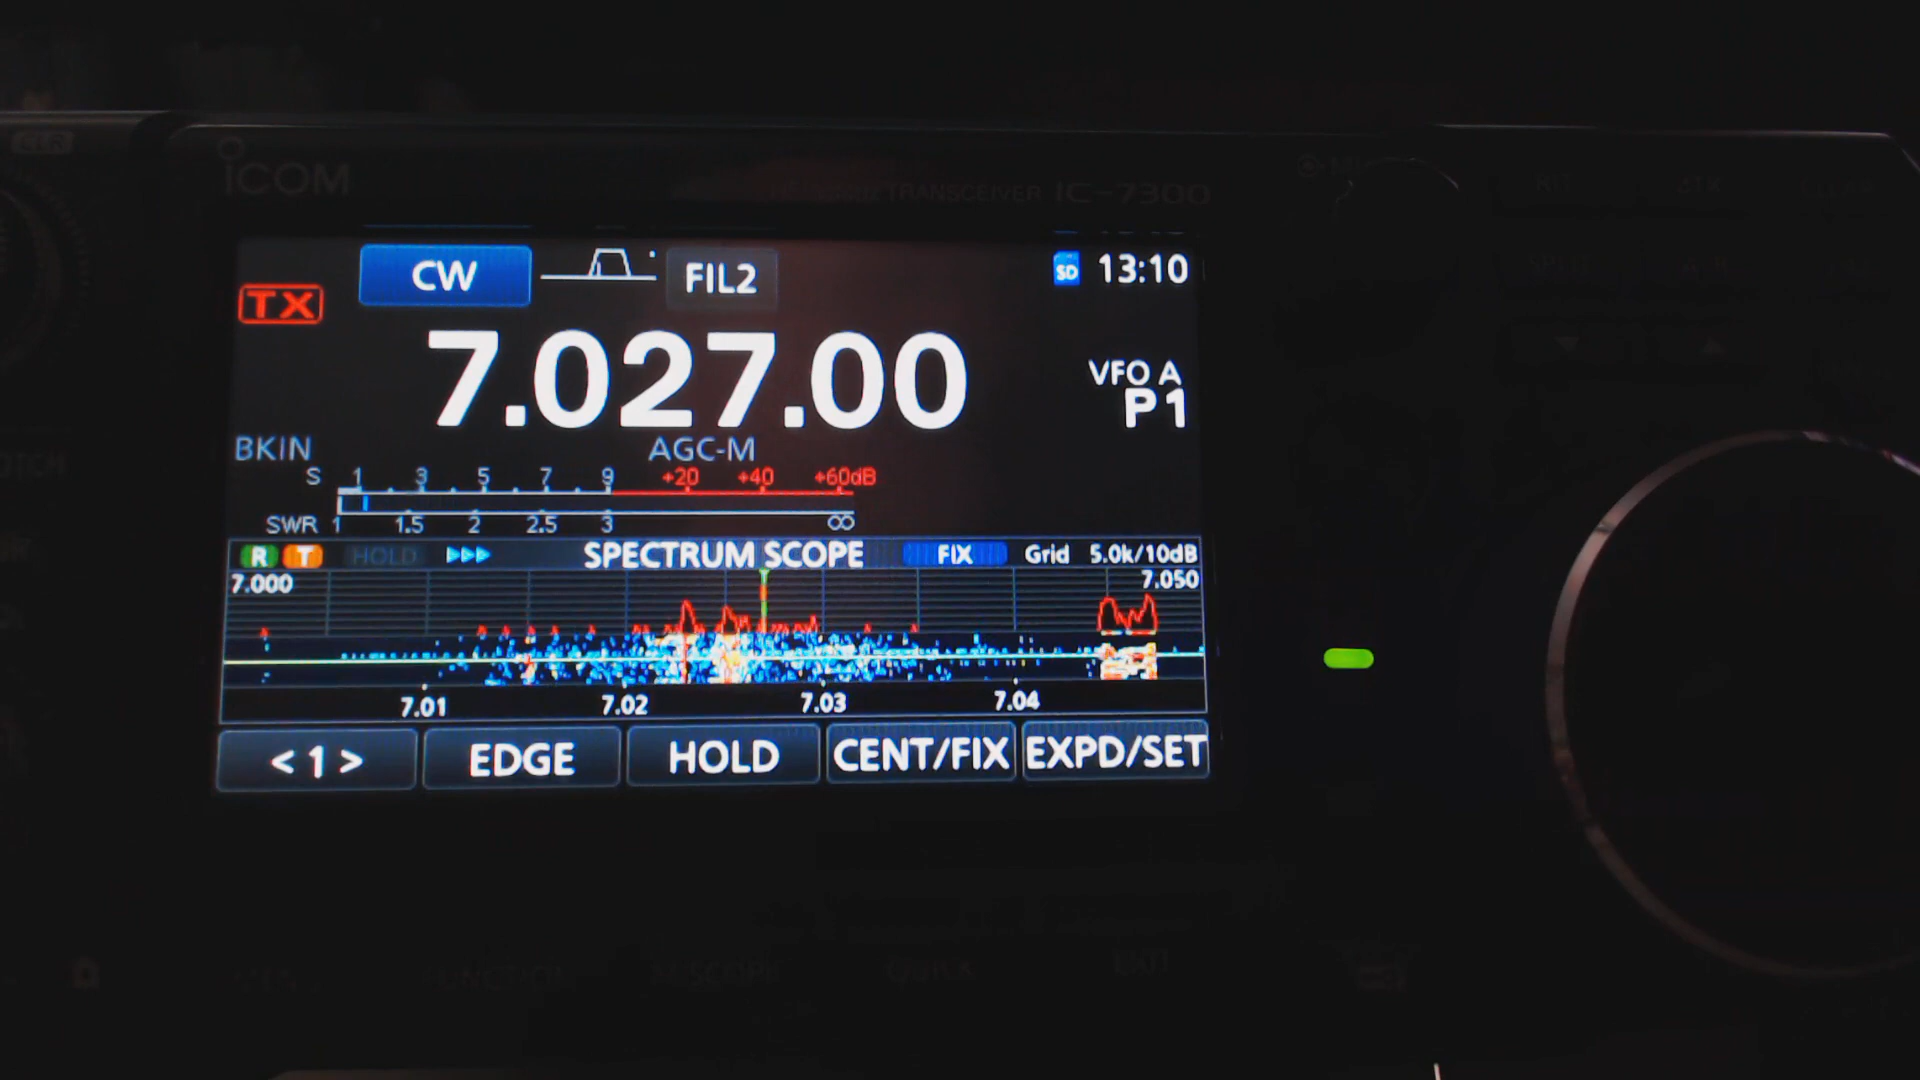 ICOM
TRANSCEIVER IC-7300
CW FIL2 SD 13:10
TX
7.027.00
VFO A
P1
BKIN AGC-M
S 1 3 5 7 9 +20 +40 +60dB
SWR 1 1.5 2 2.5 3 ∞
R T HOLD SPECTRUM SCOPE FIX Grid 5.0k/10dB
7.000 7.050
7.01 7.02 7.03 7.04
<1> EDGE HOLD CENT/FIX EXPD/SET